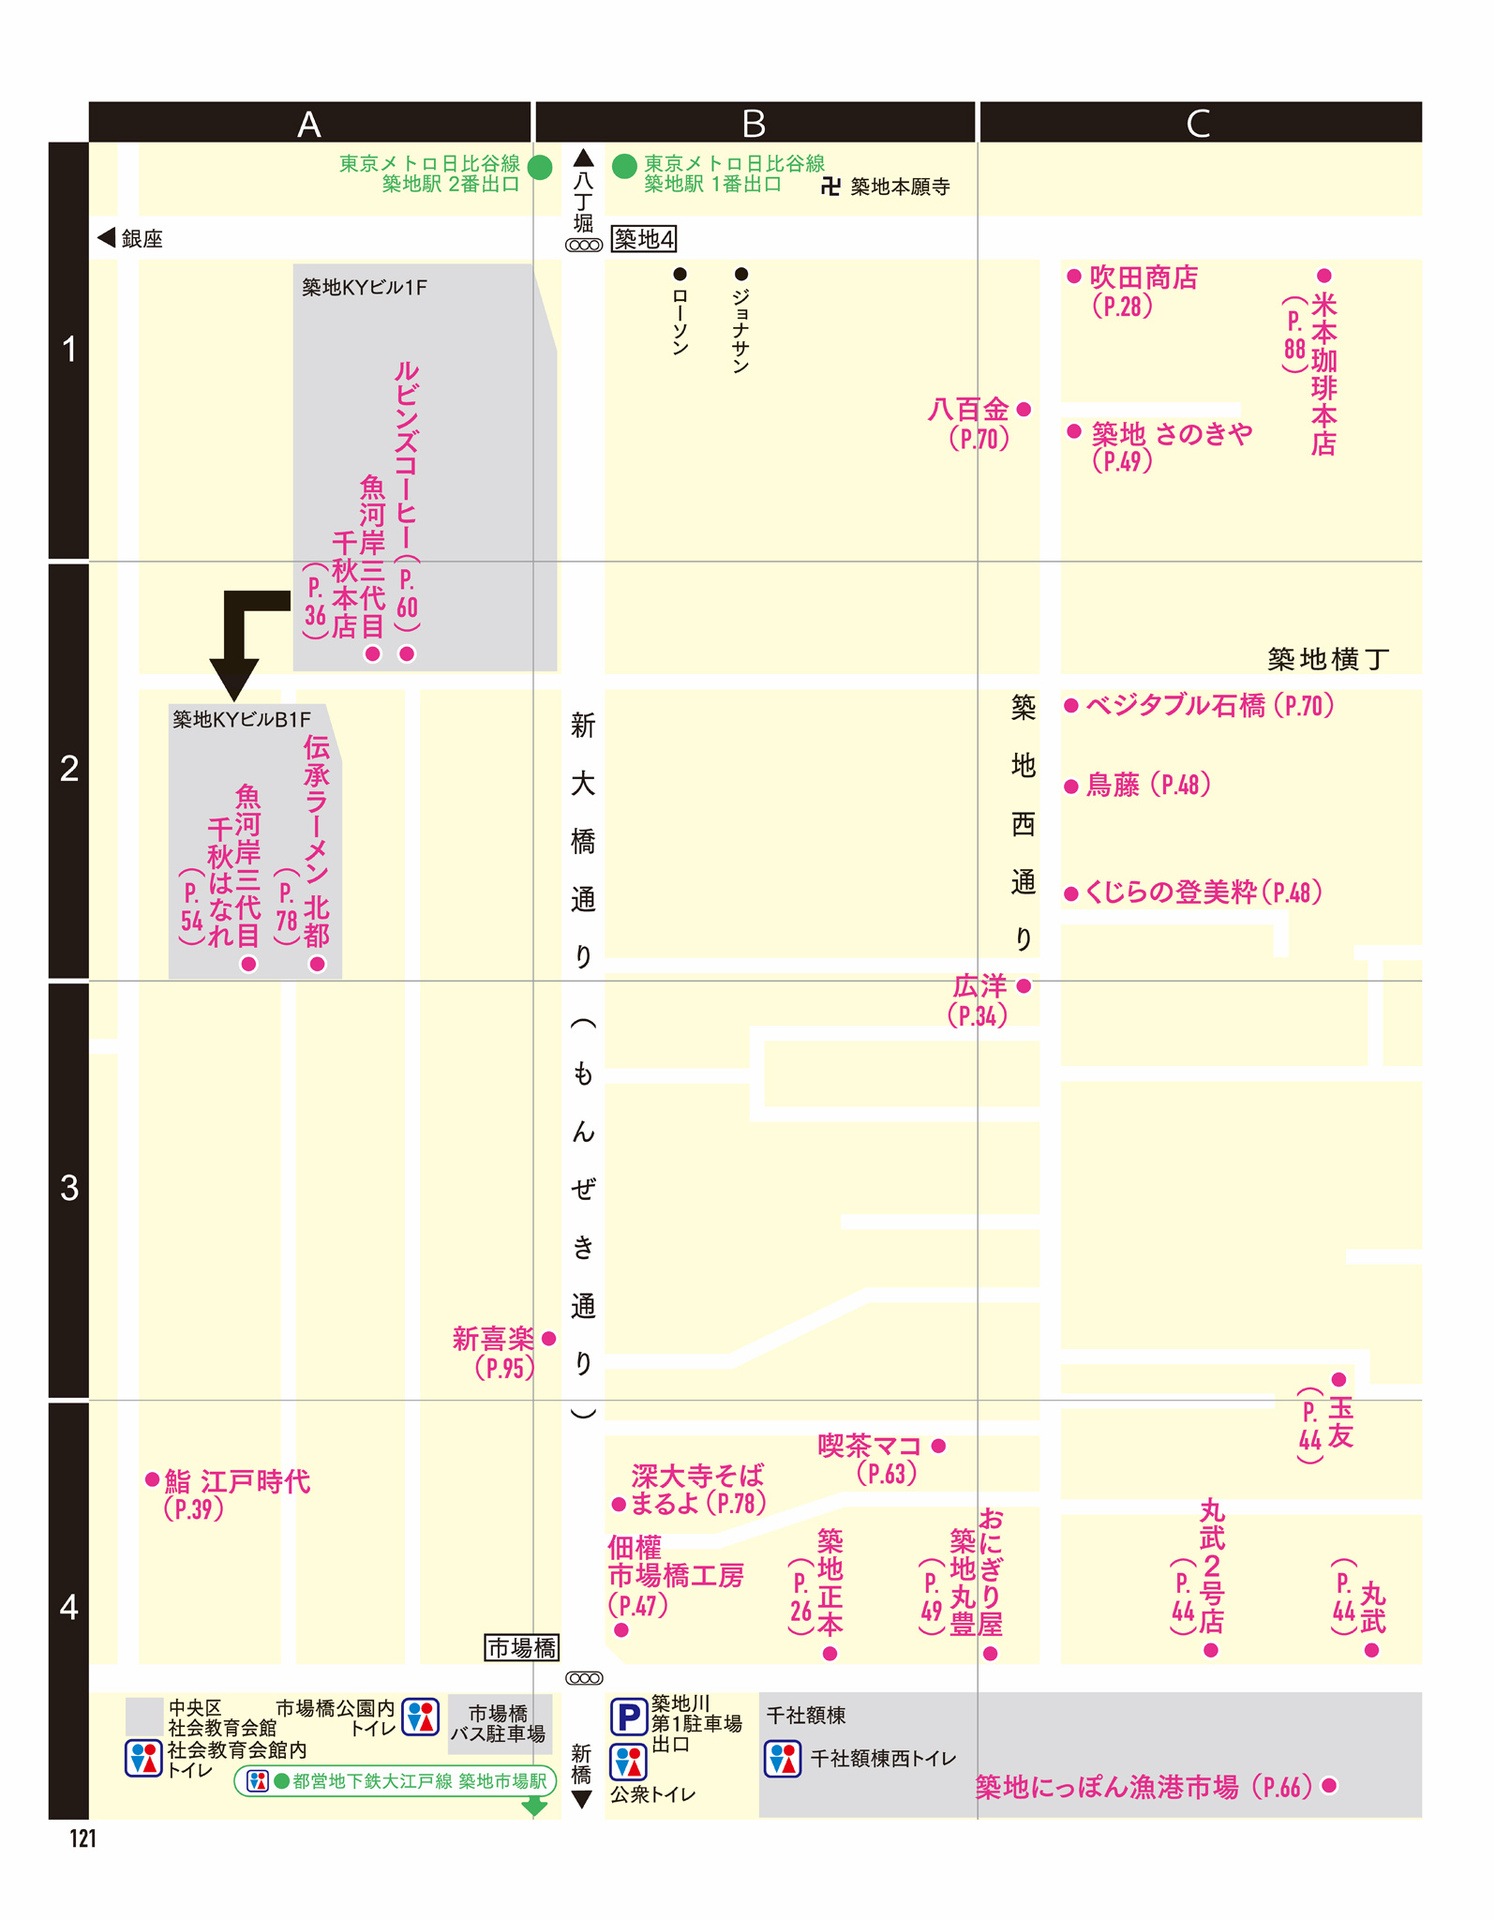 A
B
C
1
2
3
4
東京メトロ日比谷線
築地駅 2番出口
八丁堀
東京メトロ日比谷線
築地駅 1番出口
卍 築地本願寺
銀座
築地4
築地KYビル1F
ローソン
ジョナサン
吹田商店
(P.28)
米本珈琲本店
(P.88)
八百金
(P.70)
築地 さのきや
(P.49)
ルビンズコーヒー(P.60)
魚河岸三代目
千秋本店
(P.36)
築地横丁
築地KYビルB1F
伝承ラーメン 北都
(P.78)
魚河岸三代目
千秋はなれ
(P.54)
新大橋通り(もんぜき通り)
築地西通り
ベジタブル石橋(P.70)
鳥藤(P.48)
くじらの登美粋(P.48)
広洋
(P.34)
新喜楽
(P.95)
玉友
(P.44)
鮨 江戸時代
(P.39)
喫茶マコ
(P.63)
深大寺そば
まるよ(P.78)
佃權
市場橋工房
(P.47)
築地正本
(P.26)
おにぎり屋
築地丸豊
(P.49)
丸武2号店
(P.44)
丸武
(P.44)
市場橋
中央区
社会教育会館
社会教育会館内
トイレ
市場橋公園内
トイレ
市場橋
バス駐車場
都営地下鉄大江戸線 築地市場駅
新橋
P
築地川
第1駐車場
出口
公衆トイレ
千社額棟
千社額棟西トイレ
築地にっぽん漁港市場(P.66)
121